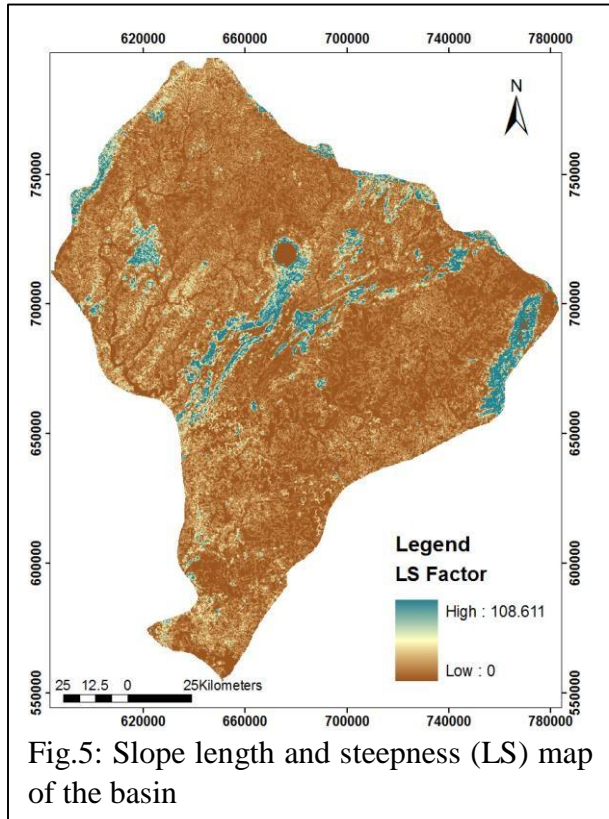 620000 660000 700000 740000 780000
N
750000 750000
700000 700000
650000 650000
600000 600000
550000 550000
Legend
LS Factor
High : 108.611
Low : 0
25 12.5 0 25Kilometers
620000 660000 700000 740000 780000
Fig.5: Slope length and steepness (LS) map
of the basin